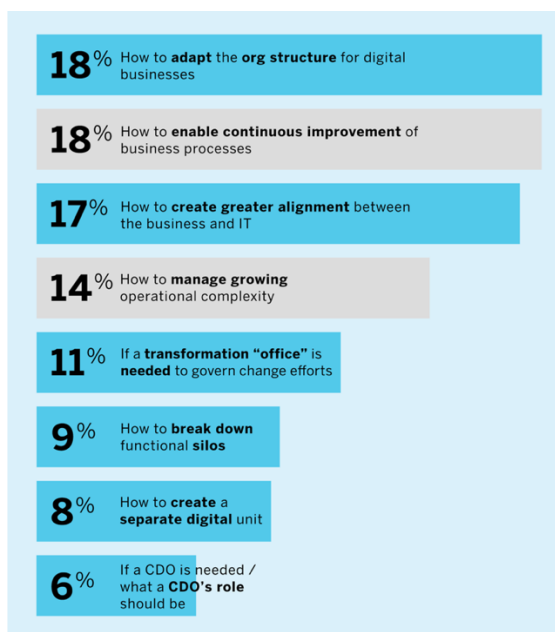 18% How to adapt the org structure for digital
businesses
18% How to enable continuous improvement of
business processes
17% How to create greater alignment between
the business and IT
14% How to manage growing
operational complexity
11% If a transformation “office” is
needed to govern change efforts
9% How to break down
functional silos
8% How to create a
separate digital unit
6% If a CDO is needed /
what a CDO’s role
should be